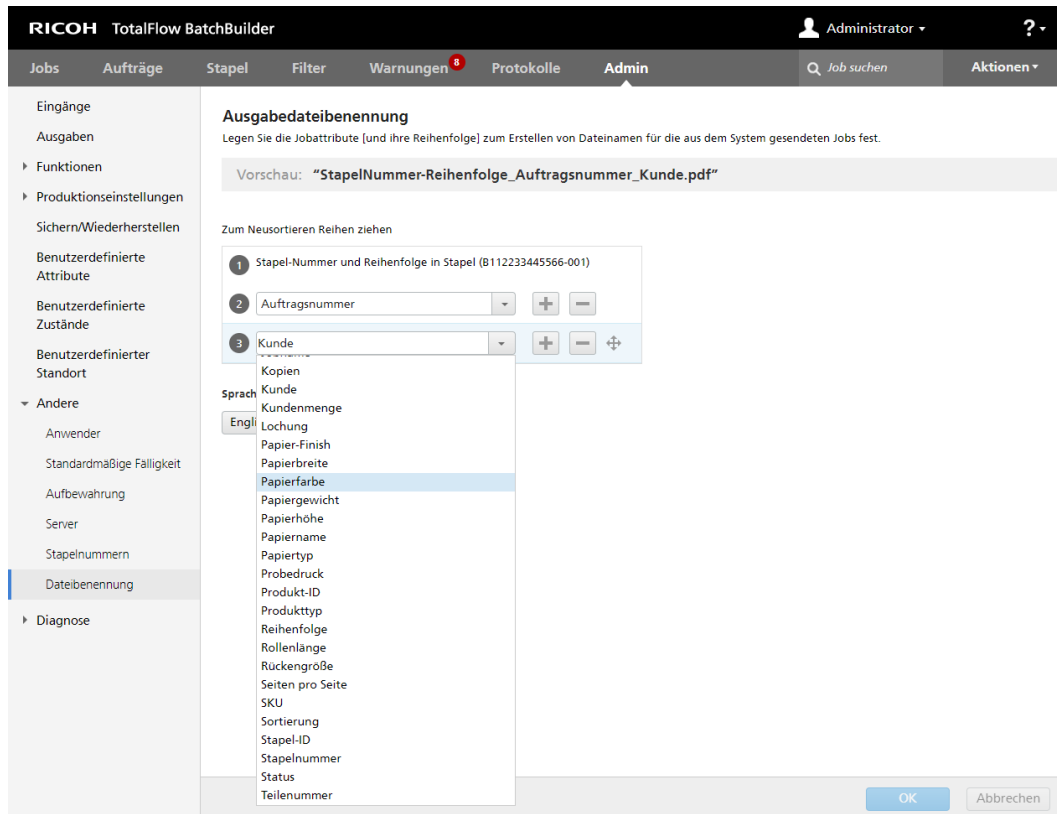 RICOH TotalFlow BatchBuilder
Administrator
?
Jobs Aufträge Stapel Filter Warnungen 8 Protokolle Admin
Job suchen
Aktionen
Eingänge
Ausgaben
Funktionen
Produktionseinstellungen
Sichern/Wiederherstellen
Benutzerdefinierte
Attribute
Benutzerdefinierte
Zustände
Benutzerdefinierter
Standort
Andere
Anwender
Standardmäßige Fälligkeit
Aufbewahrung
Server
Stapelnummern
Dateibenennung
Diagnose
Ausgabedateibenennung
Legen Sie die Jobattribute [und ihre Reihenfolge] zum Erstellen von Dateinamen für die aus dem System gesendeten Jobs fest.
Vorschau: “StapelNummer-Reihenfolge_Auftragsnummer_Kunde.pdf”
Zum Neusortieren Reihen ziehen
1 Stapel-Nummer und Reihenfolge in Stapel (B112233445566-001)
2 Auftragsnummer
3 Kunde
Sprach
Engli
Jobname
Kopien
Kunde
Kundenmenge
Lochung
Papier-Finish
Papierbreite
Papierfarbe
Papiergewicht
Papierhöhe
Papiername
Papiertyp
Probedruck
Produkt-ID
Produkttyp
Reihenfolge
Rollenlänge
Rückengröße
Seiten pro Seite
SKU
Sortierung
Stapel-ID
Stapelnummer
Status
Teilenummer
OK
Abbrechen